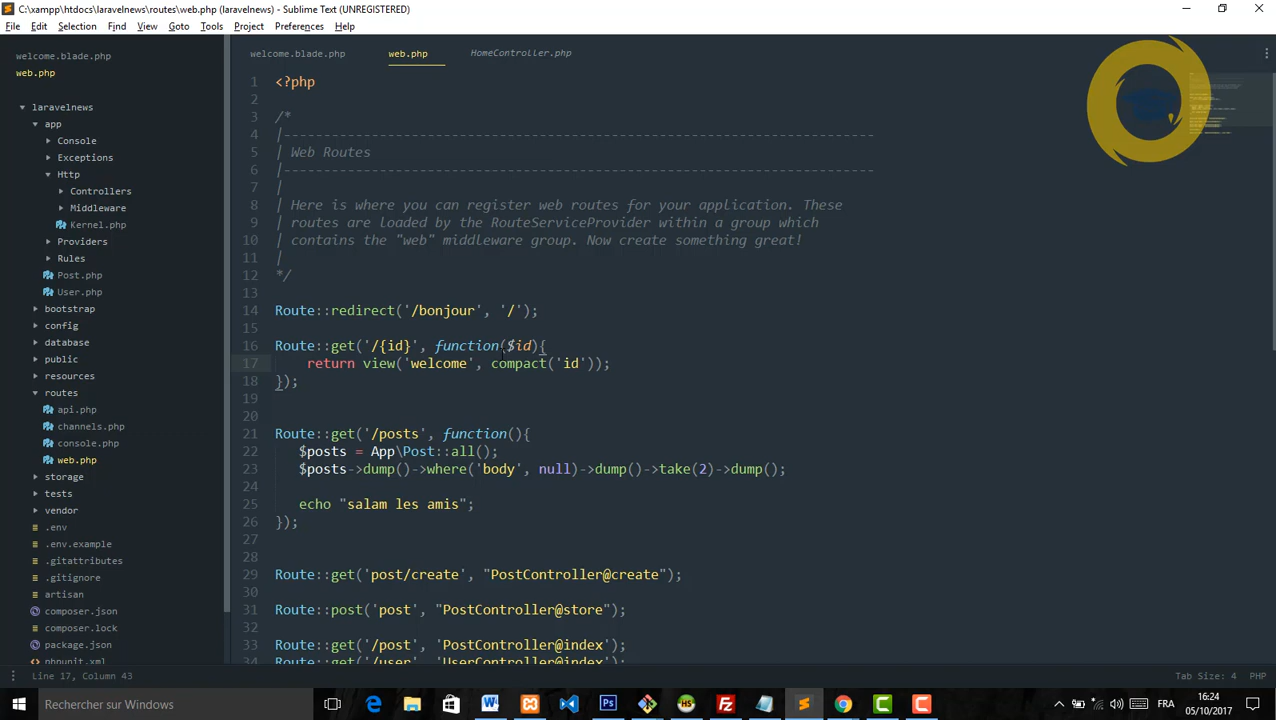 C:\xampp\htdocs\laravelnews\routes\web.php (laravelnews) - Sublime Text (UNREGISTERED)
File Edit Selection Find View Goto Tools Project Preferences Help
welcome.blade.php
web.php
laravelnews
app
Console
Exceptions
Http
Controllers
Middleware
Kernel.php
Providers
Rules
Post.php
User.php
bootstrap
config
database
public
resources
routes
api.php
channels.php
console.php
web.php
storage
tests
vendor
.env
.env.example
.gitattributes
.gitignore
artisan
composer.json
composer.lock
package.json
phpunit.xml
welcome.blade.php web.php HomeController.php
1 <?php
2
3 /*
4 |--------------------------------------------------------------------------
5 | Web Routes
6 |--------------------------------------------------------------------------
7 |
8 | Here is where you can register web routes for your application. These
9 | routes are loaded by the RouteServiceProvider within a group which
10 | contains the "web" middleware group. Now create something great!
11 |
12 */
13
14 Route::redirect('/bonjour', '/');
15
16 Route::get('/{id}', function($id){
17 return view('welcome', compact('id'));
18 });
19
20
21 Route::get('/posts', function(){
22 $posts = App\Post::all();
23 $posts->dump()->where('body', null)->dump()->take(2)->dump();
24
25 echo "salam les amis";
26 });
27
28
29 Route::get('post/create', "PostController@create");
30
31 Route::post('post', "PostController@store");
32
33 Route::get('/post', 'PostController@index');
34 Route::get('/user', 'UserController@index');
Line 17, Column 43
Tab Size: 4 PHP
Rechercher sur Windows
FRA
16:24
05/10/2017